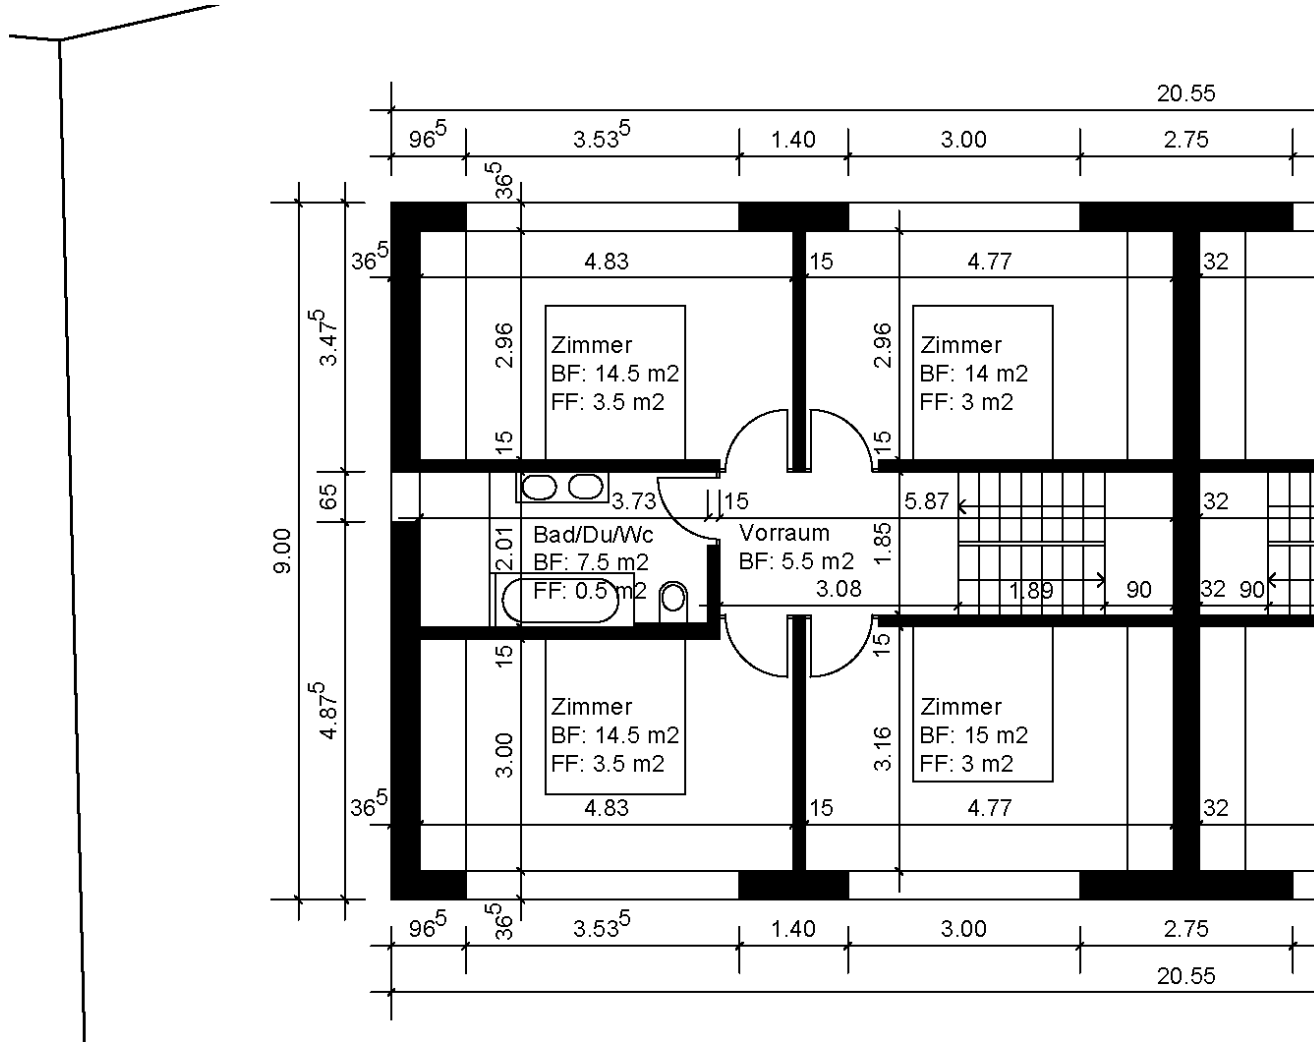 20.55
96⁵ 3.53⁵ 1.40 3.00 2.75
36⁵
36⁵ 4.83 15 4.77 32
3.47⁵
2.96
2.96
Zimmer
BF: 14.5 m2
FF: 3.5 m2
Zimmer
BF: 14 m2
FF: 3 m2
15
15
65
3.73 15 5.87 32
9.00
2.01
Bad/Du/Wc
BF: 7.5 m2
FF: 0.5 m2
Vorraum
BF: 5.5 m2
1.85
3.08 1.89 90 32 90
15
15
4.87⁵
Zimmer
BF: 14.5 m2
FF: 3.5 m2
Zimmer
BF: 15 m2
FF: 3 m2
3.00
3.16
36⁵ 4.83 15 4.77 32
36⁵
96⁵ 3.53⁵ 1.40 3.00 2.75
20.55